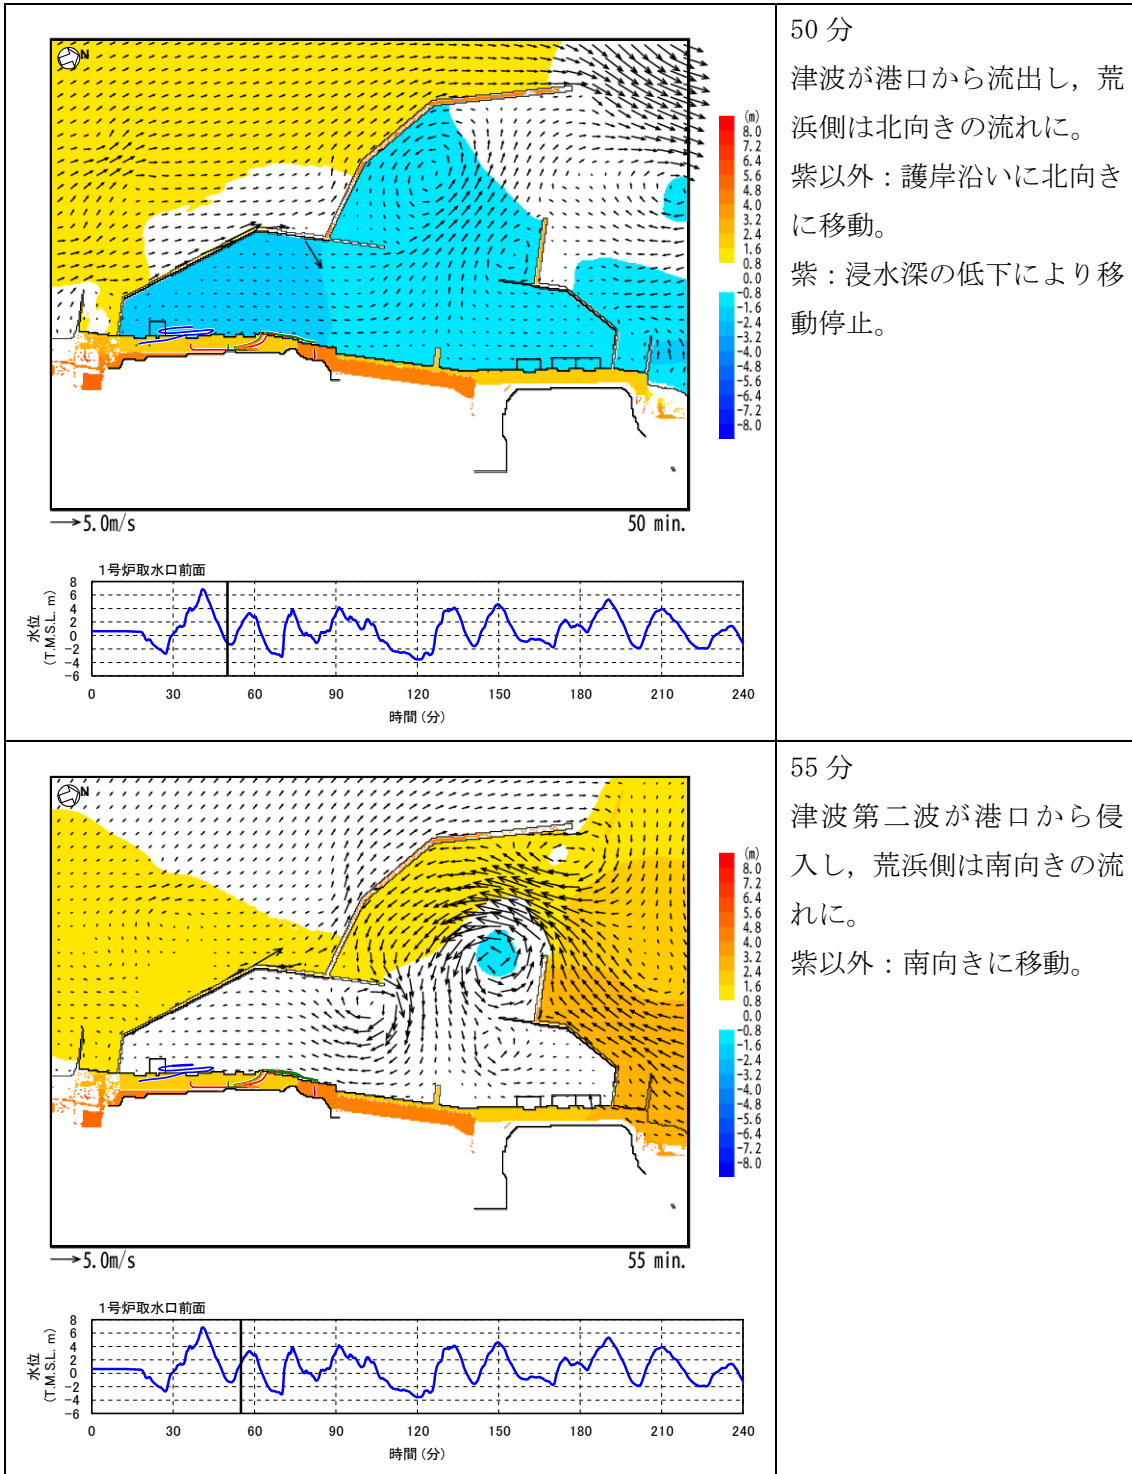 N
(m)
8.0
7.2
6.4
5.6
4.8
4.0
3.2
2.4
1.6
0.8
0.0
-0.8
-1.6
-2.4
-3.2
-4.0
-4.8
-5.6
-6.4
-7.2
-8.0
5.0m/s
50 min.
1号炉取水口前面
水位
(T.M.S.L. m)
8
6
4
2
0
-2
-4
-6
0 30 60 90 120 150 180 210 240
時間(分)
50 分
津波が港口から流出し，荒
浜側は北向きの流れに。
紫以外：護岸沿いに北向き
に移動。
紫：浸水深の低下により移
動停止。
N
(m)
8.0
7.2
6.4
5.6
4.8
4.0
3.2
2.4
1.6
0.8
0.0
-0.8
-1.6
-2.4
-3.2
-4.0
-4.8
-5.6
-6.4
-7.2
-8.0
5.0m/s
55 min.
1号炉取水口前面
水位
(T.M.S.L. m)
8
6
4
2
0
-2
-4
-6
0 30 60 90 120 150 180 210 240
時間(分)
55 分
津波第二波が港口から侵
入し，荒浜側は南向きの流
れに。
紫以外：南向きに移動。